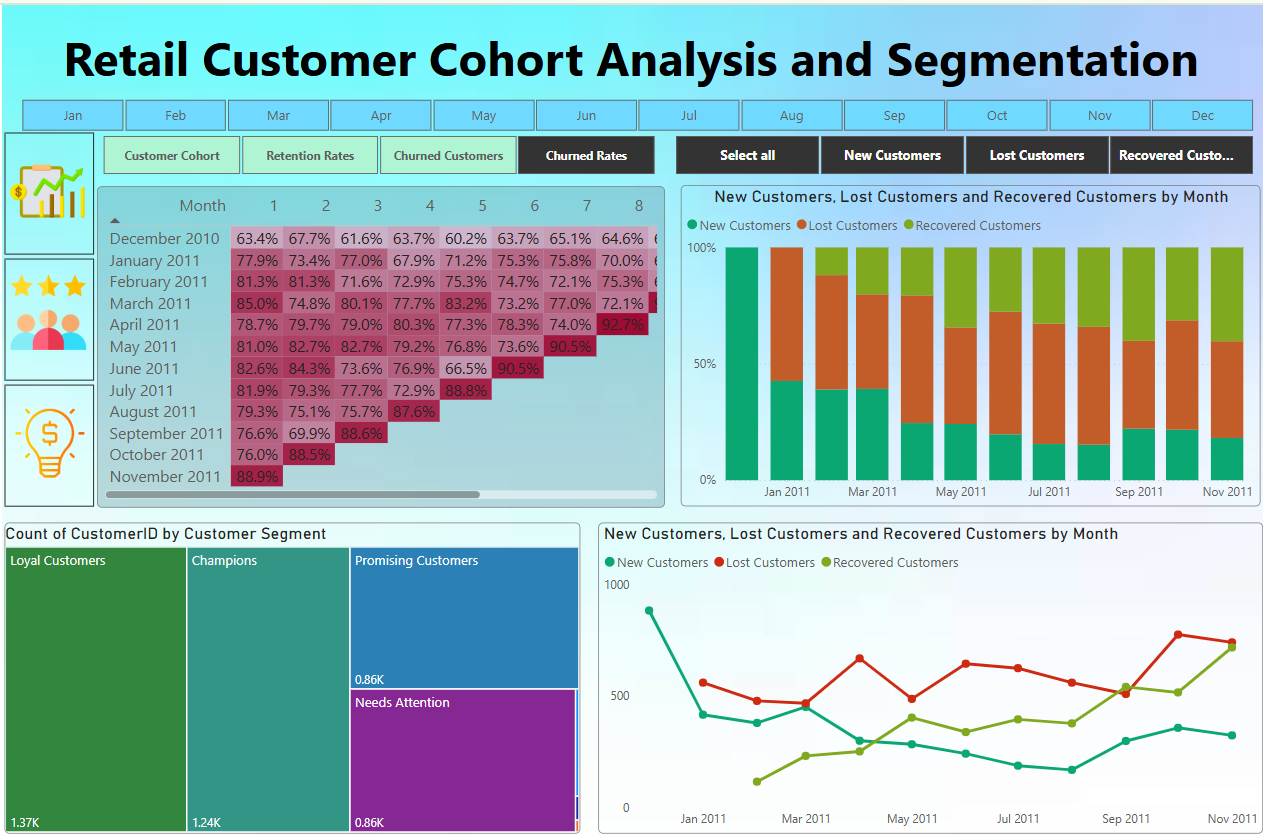 Retail Customer Cohort Analysis and Segmentation
Jan Feb Mar Apr May Jun Jul Aug Sep Oct Nov Dec
Customer Cohort Retention Rates Churned Customers Churned Rates Select all New Customers Lost Customers Recovered Custo...
Month 1 2 3 4 5 6 7 8
December 2010 63.4% 67.7% 61.6% 63.7% 60.2% 63.7% 65.1% 64.6%
January 2011 77.9% 73.4% 77.0% 67.9% 71.2% 75.3% 75.8% 70.0%
February 2011 81.3% 81.3% 71.6% 72.9% 75.3% 74.7% 72.1% 75.3%
March 2011 85.0% 74.8% 80.1% 77.7% 83.2% 73.2% 77.0% 72.1%
April 2011 78.7% 79.7% 79.0% 80.3% 77.3% 78.3% 74.0% 92.7%
May 2011 81.0% 82.7% 82.7% 79.2% 76.8% 73.6% 90.5%
June 2011 82.6% 84.3% 73.6% 76.9% 66.5% 90.5%
July 2011 81.9% 79.3% 77.7% 72.9% 88.8%
August 2011 79.3% 75.1% 75.7% 87.6%
September 2011 76.6% 69.9% 88.6%
October 2011 76.0% 88.5%
November 2011 88.9%
New Customers, Lost Customers and Recovered Customers by Month
New Customers Lost Customers Recovered Customers
100%
50%
0%
Jan 2011 Mar 2011 May 2011 Jul 2011 Sep 2011 Nov 2011
Count of CustomerID by Customer Segment
Loyal Customers
1.37K
Champions
1.24K
Promising Customers
0.86K
Needs Attention
0.86K
New Customers, Lost Customers and Recovered Customers by Month
New Customers Lost Customers Recovered Customers
1000
500
0
Jan 2011 Mar 2011 May 2011 Jul 2011 Sep 2011 Nov 2011